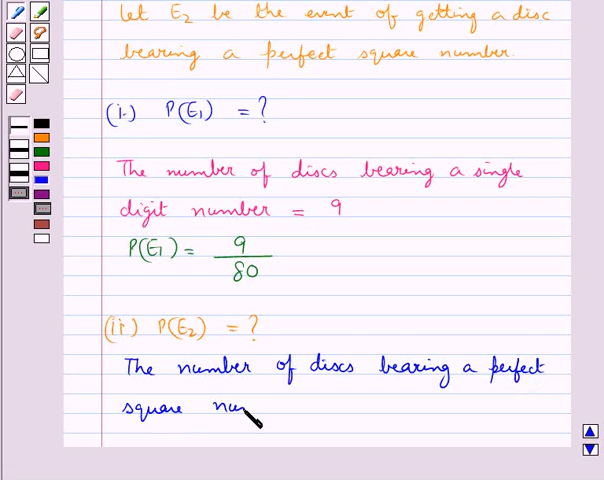 let E2 be the event of getting a disc
bearing a perfect square number.
(i.) P(E1) = ?
The number of discs bearing a single
digit number = 9
P(E1) = 9/80
(ii) P(E2) = ?
The number of discs bearing a perfect
square nu